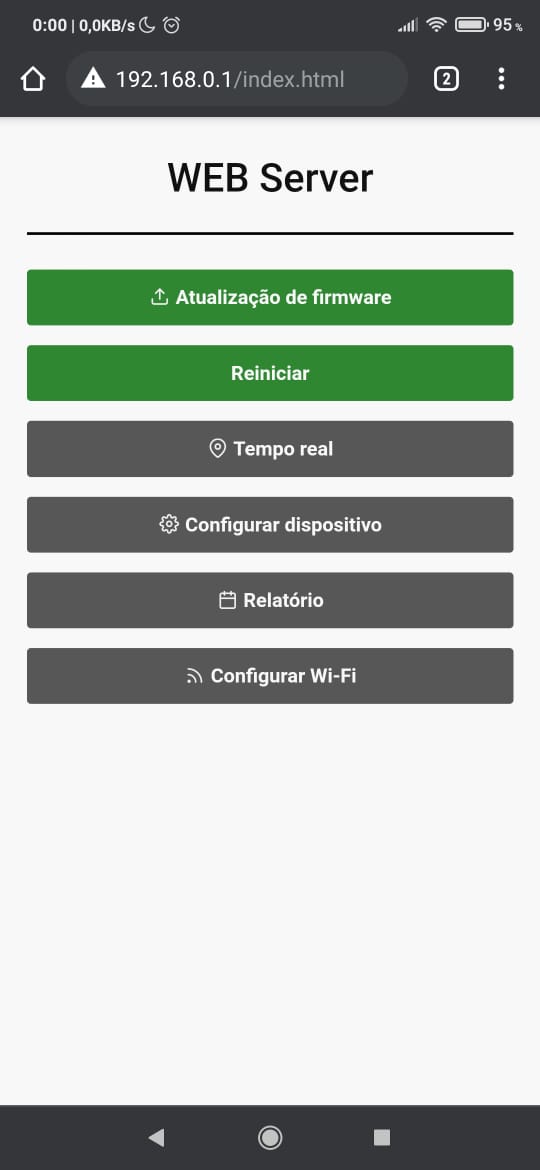 0:00 | 0,0KB/s 95 %
192.168.0.1/index.html 2
WEB Server
Atualização de firmware
Reiniciar
Tempo real
Configurar dispositivo
Relatório
Configurar Wi-Fi